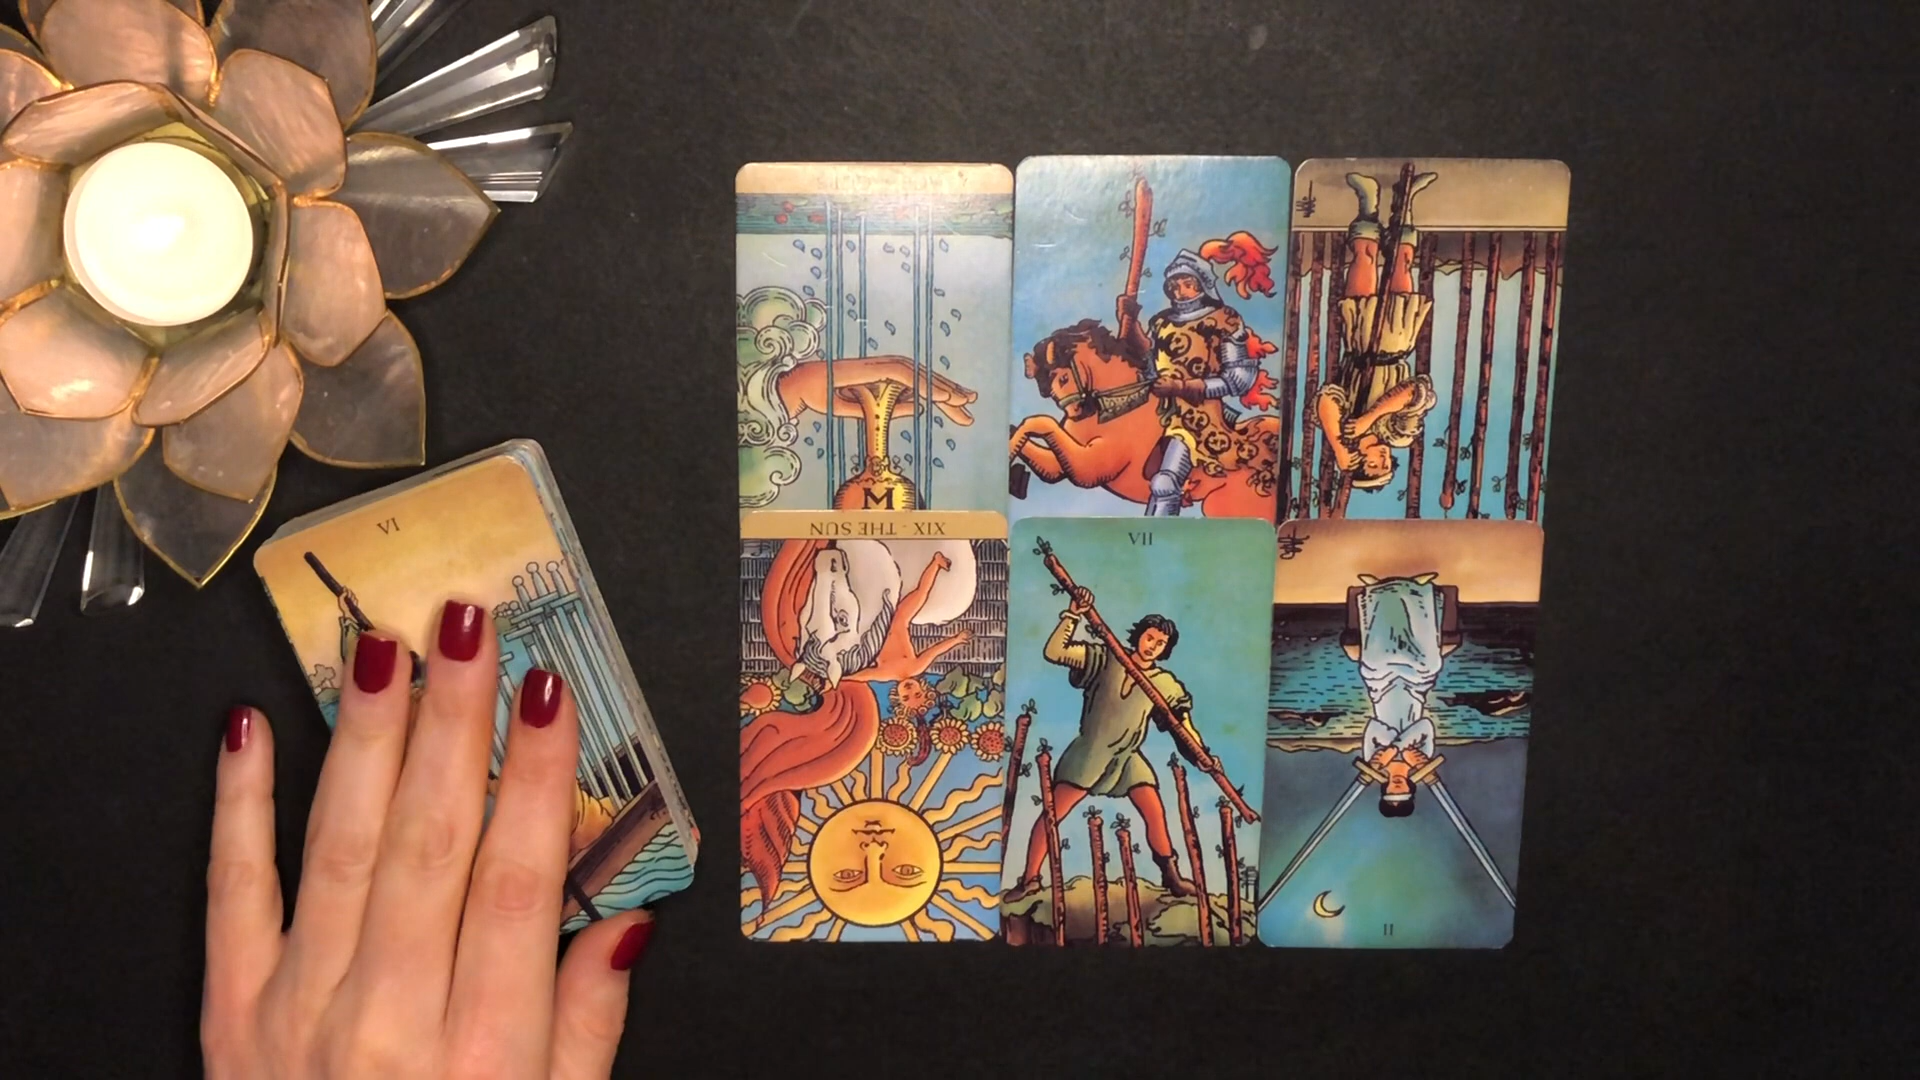 M
XIX · THE SUN
VII
VI
II